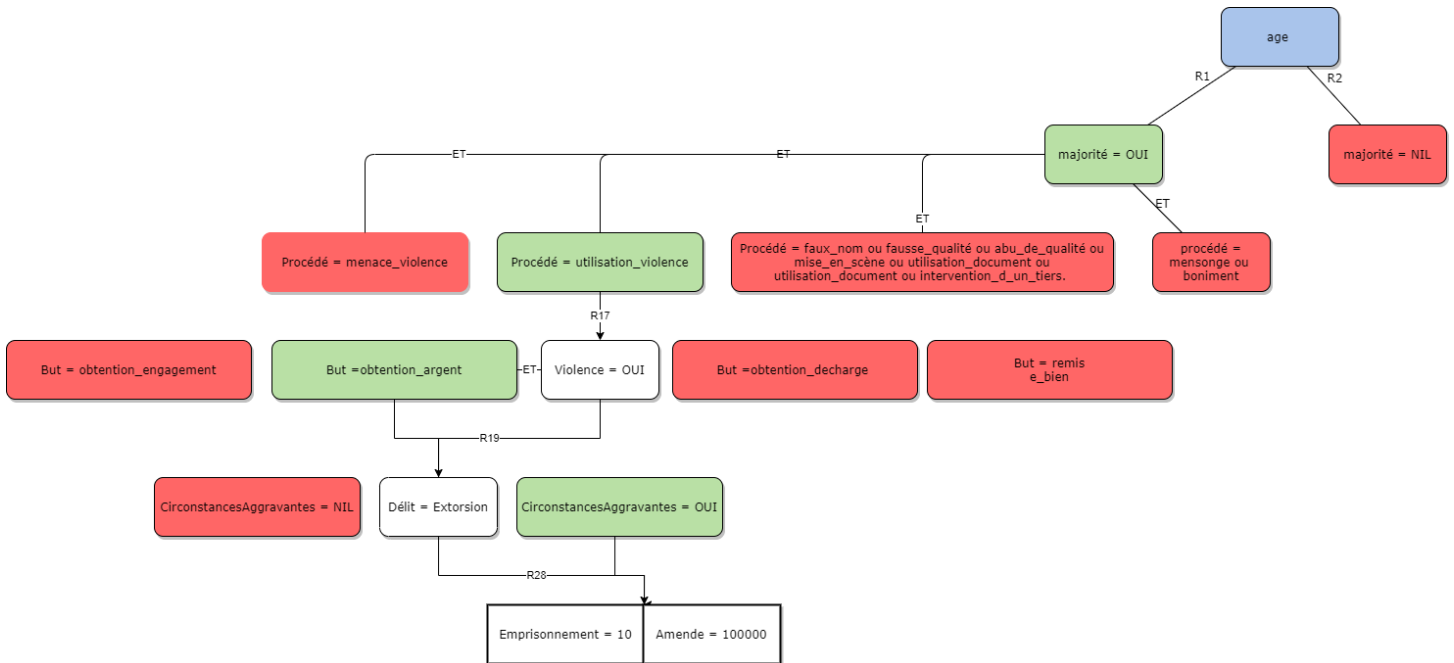 age
R1
R2
majorité = OUI
majorité = NIL
ET
ET
ET
ET
Procédé = menace_violence
Procédé = utilisation_violence
Procédé = faux_nom ou fausse_qualité ou abu_de_qualité ou
mise_en_scène ou utilisation_document ou
utilisation_document ou intervention_d_un_tiers.
procédé =
mensonge ou
boniment
R17
But = obtention_engagement
But =obtention_argent
ET
Violence = OUI
But =obtention_decharge
But = remis
e_bien
R19
CirconstancesAggravantes = NIL
Délit = Extorsion
CirconstancesAggravantes = OUI
R28
Emprisonnement = 10
Amende = 100000